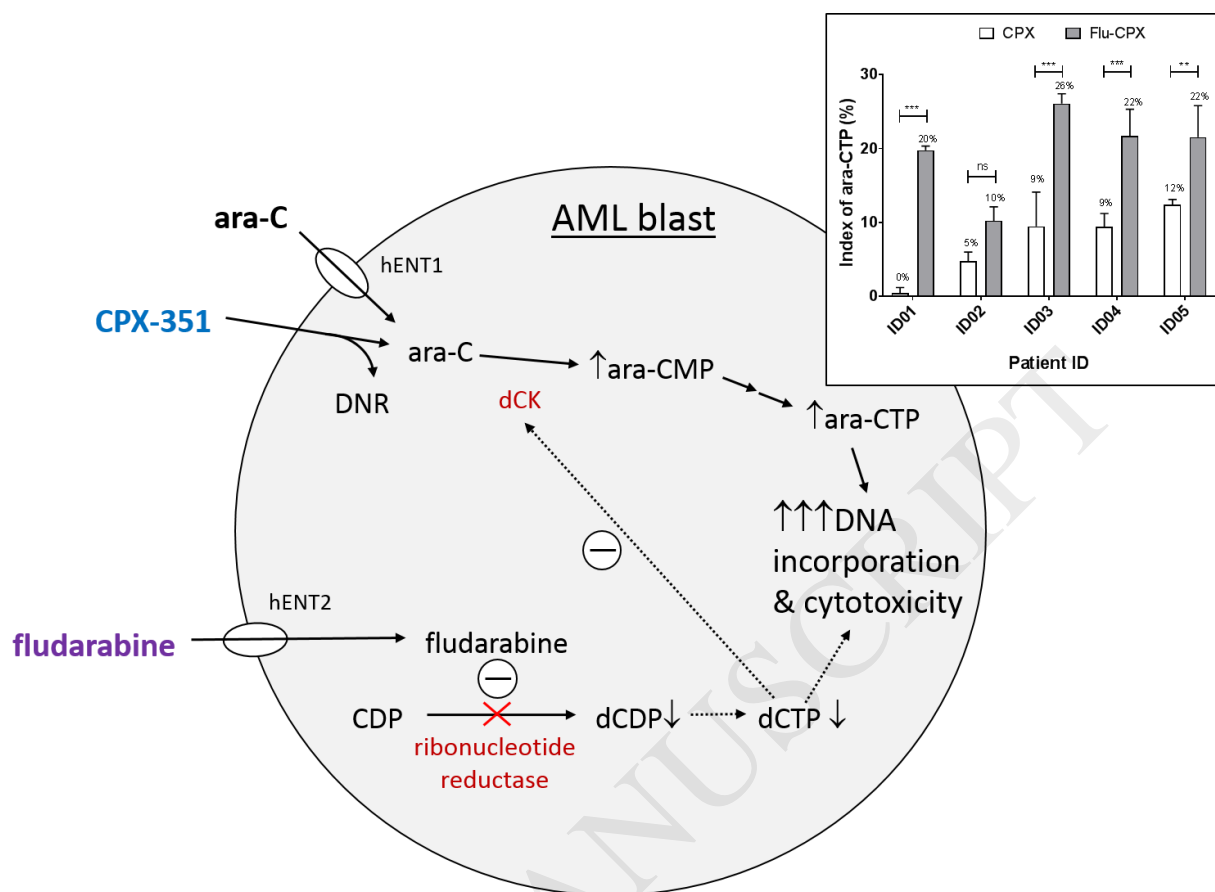 CPX Flu-CPX
Index of ara-CTP (%)
30
20
10
0
*** ns *** *** **
0% 20% 5% 10% 9% 26% 9% 22% 12% 22%
ID01 ID02 ID03 ID04 ID05
Patient ID
AML blast
ara-C
hENT1
CPX-351
ara-C
↑ara-CMP
DNR
dCK
↑ara-CTP
↑↑↑DNA
incorporation
& cytotoxicity
hENT2
fludarabine
fludarabine
CDP
dCDP↓
dCTP ↓
ribonucleotide
reductase
ANUSCRIPT